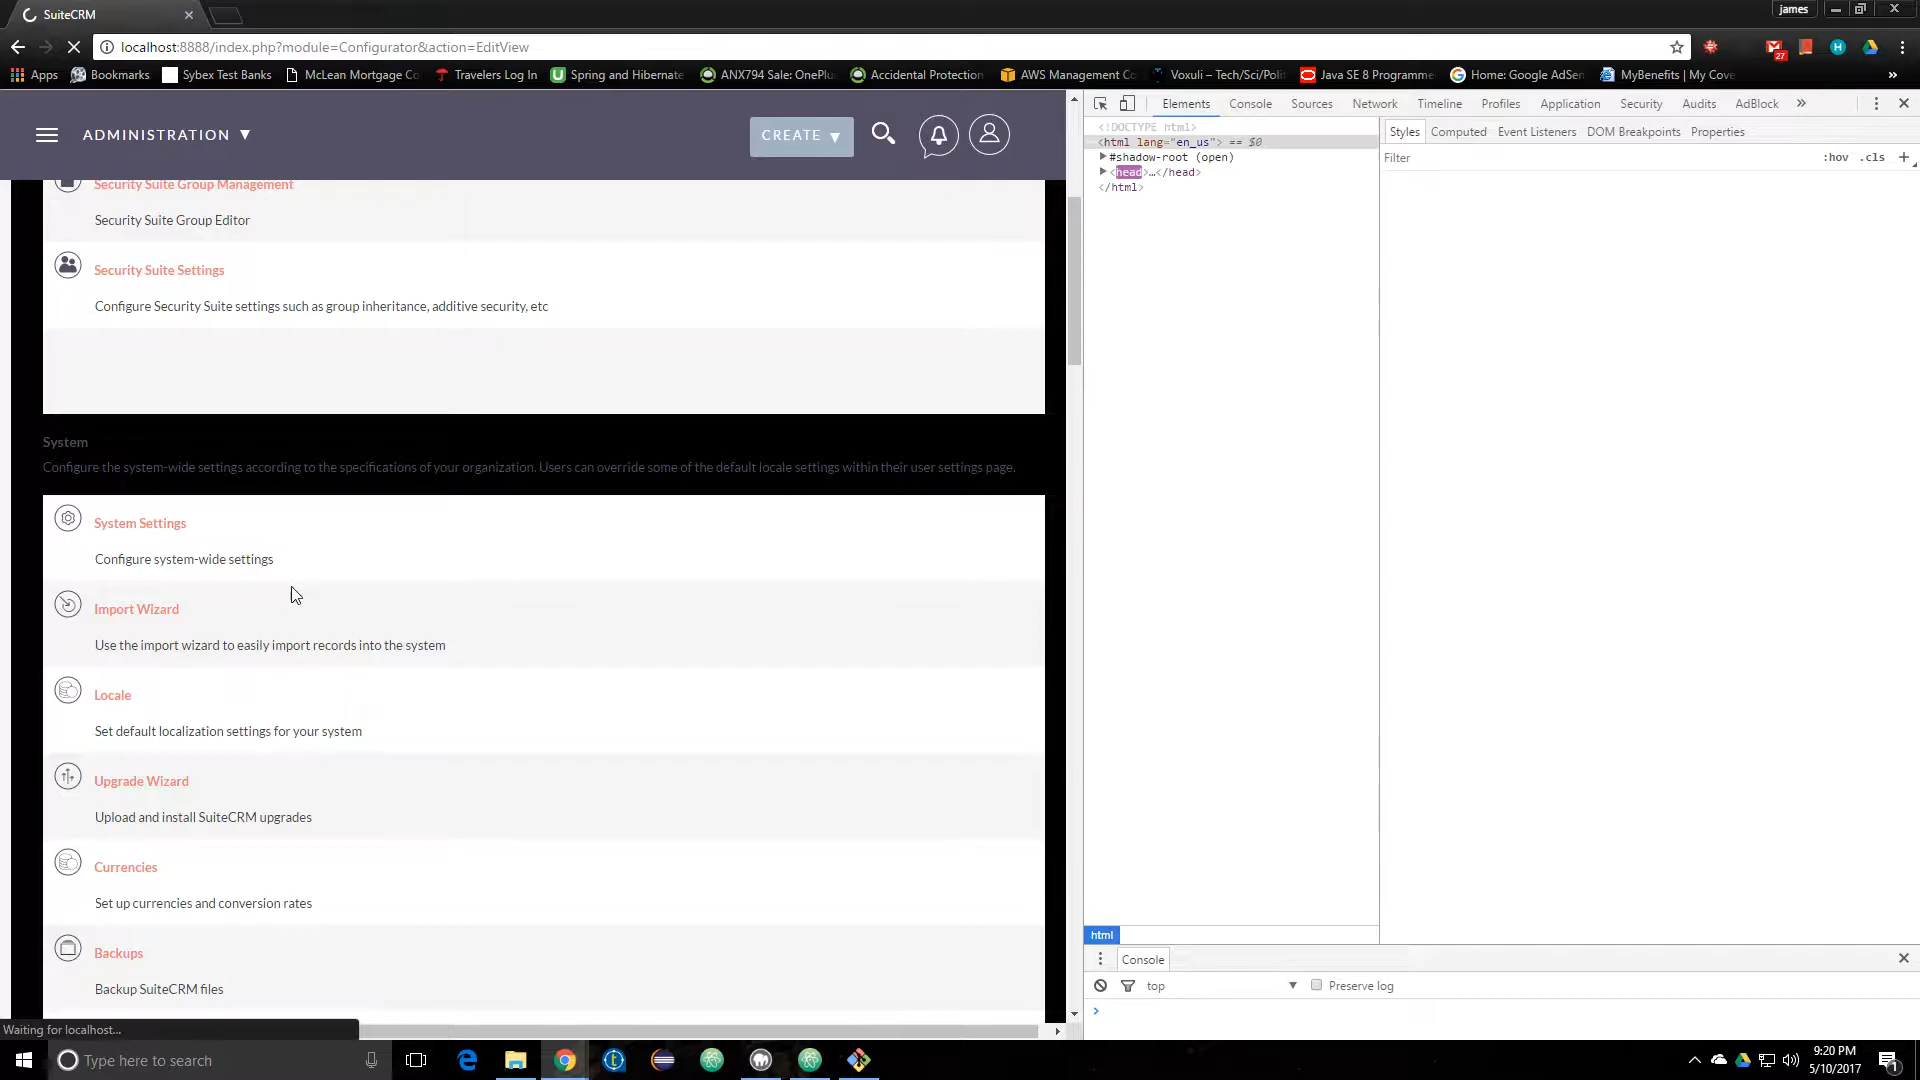 SuiteCRM
james
localhost:8888/index.php?module=Configurator&action=EditView
Apps
Bookmarks
Sybex Test Banks
McLean Mortgage Co
Travelers Log In
Spring and Hibernate
ANX794 Sale: OnePlu
Accidental Protection
AWS Management Co
Voxuli – Tech/Sci/Poli
Java SE 8 Programme
Home: Google AdSen
MyBenefits | My Cove
27
ADMINISTRATION
CREATE
Security Suite Group Management
Security Suite Group Editor
Security Suite Settings
Configure Security Suite settings such as group inheritance, additive security, etc
System
Configure the system-wide settings according to the specifications of your organization. Users can override some of the default locale settings within their user settings page.
System Settings
Configure system-wide settings
Import Wizard
Use the import wizard to easily import records into the system
Locale
Set default localization settings for your system
Upgrade Wizard
Upload and install SuiteCRM upgrades
Currencies
Set up currencies and conversion rates
Backups
Backup SuiteCRM files
Waiting for localhost...
Elements
Console
Sources
Network
Timeline
Profiles
Application
Security
Audits
AdBlock
<!DOCTYPE html>
<html lang="en_us"> == $0
#shadow-root (open)
<head>…</head>
</html>
Styles
Computed
Event Listeners
DOM Breakpoints
Properties
Filter
:hov .cls +
html
Console
top
Preserve log
Type here to search
9:20 PM
5/10/2017
1